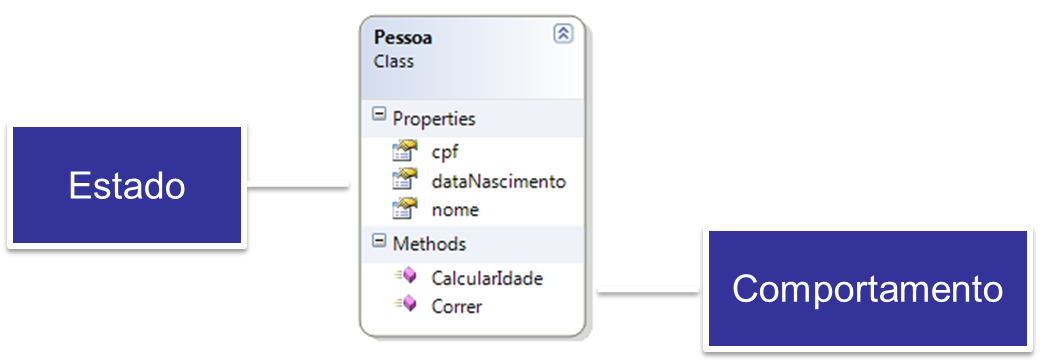 Pessoa
Class
Estado
Properties
cpf
dataNascimento
nome
Methods
CalcularIdade
Correr
Comportamento